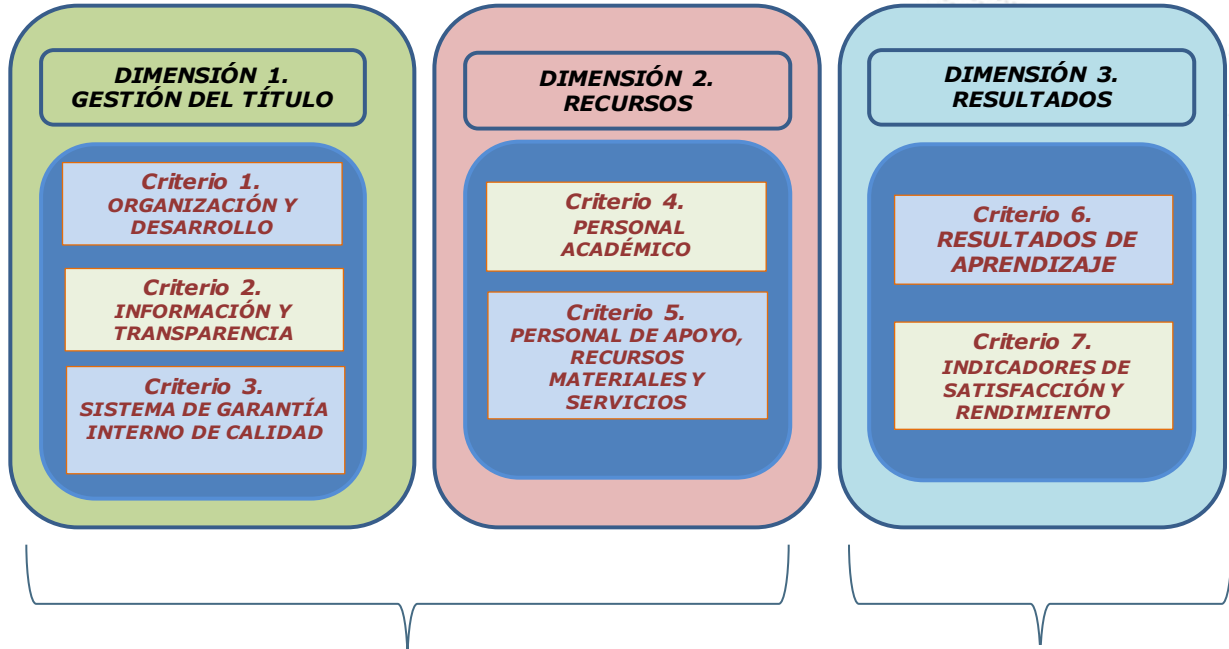 DIMENSIÓN 1.
GESTIÓN DEL TÍTULO
Criterio 1.
ORGANIZACIÓN Y
DESARROLLO
Criterio 2.
INFORMACIÓN Y
TRANSPARENCIA
Criterio 3.
SISTEMA DE GARANTÍA
INTERNO DE CALIDAD
DIMENSIÓN 2.
RECURSOS
Criterio 4.
PERSONAL
ACADÉMICO
Criterio 5.
PERSONAL DE APOYO,
RECURSOS
MATERIALES Y
SERVICIOS
DIMENSIÓN 3.
RESULTADOS
Criterio 6.
RESULTADOS DE
APRENDIZAJE
Criterio 7.
INDICADORES DE
SATISFACCIÓN Y
RENDIMIENTO